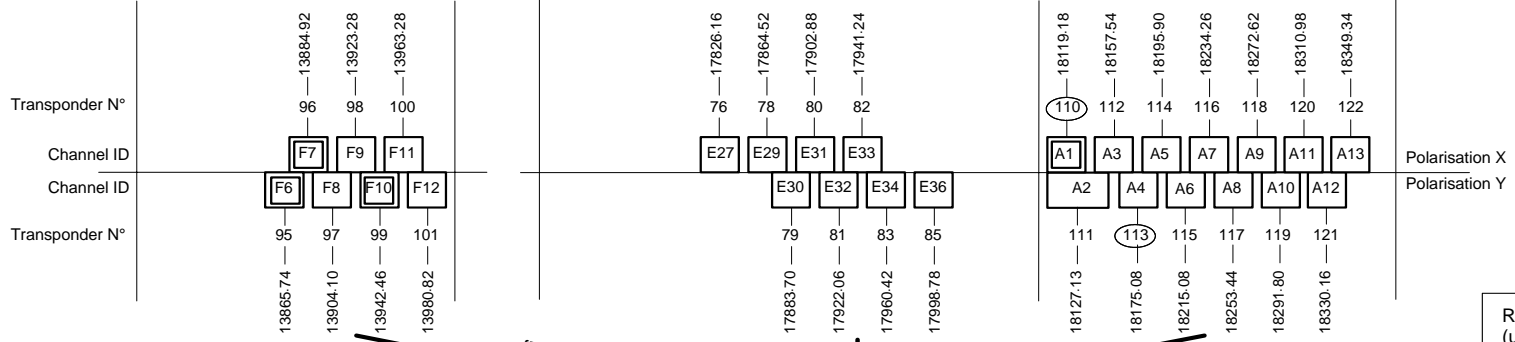 13884·92 13923·28 13963·28 17826·16 17864·52 17902·88 17941·24 18119·18 18157·54 18195·90 18234·26 18272·62 18310·98 18349·34
Transponder N° 96 98 100 76 78 80 82 110 112 114 116 118 120 122
Channel ID F7 F9 F11 E27 E29 E31 E33 A1 A3 A5 A7 A9 A11 A13 Polarisation X
Channel ID F6 F8 F10 F12 E30 E32 E34 E36 A2 A4 A6 A8 A10 A12 Polarisation Y
Transponder N° 95 97 99 101 79 81 83 85 111 113 115 117 119 121
13865·74 13904·10 13942·46 13980·82 17883·70 17922·06 17960·42 17998·78 18127·13 18175·08 18215·08 18253·44 18291·80 18330·16